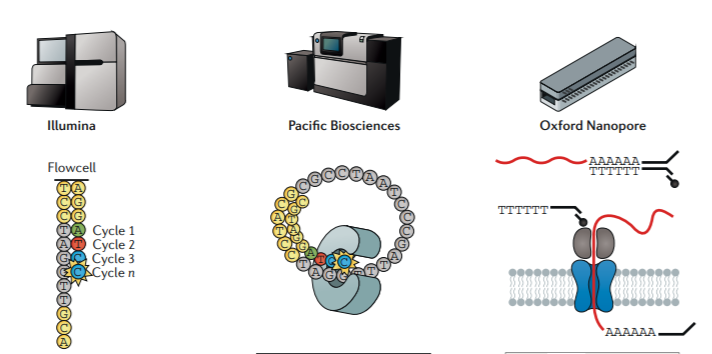 Illumina
Pacific Biosciences
Oxford Nanopore
Flowcell
T A
C G
C G
T A Cycle 1
A T Cycle 2
G C Cycle 3
C Cycle n
T
T
G
C
A
C G C C T A A T C C G A T T
AAAAAA
TTTTTT
TTTTTT
AAAAAA